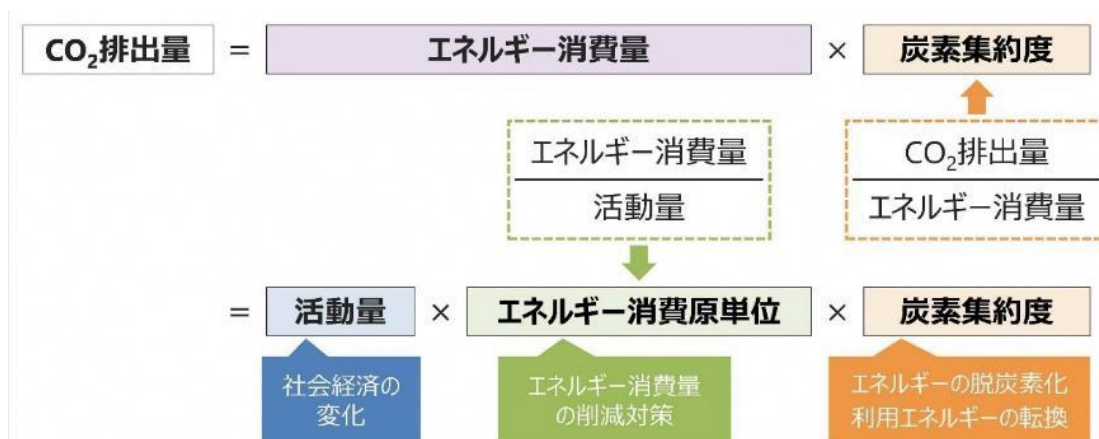 CO₂排出量 = エネルギー消費量 × 炭素集約度
エネルギー消費量
活動量
CO₂排出量
エネルギー消費量
= 活動量 × エネルギー消費原単位 × 炭素集約度
社会経済の
変化
エネルギー消費量
の削減対策
エネルギーの脱炭素化
利用エネルギーの転換